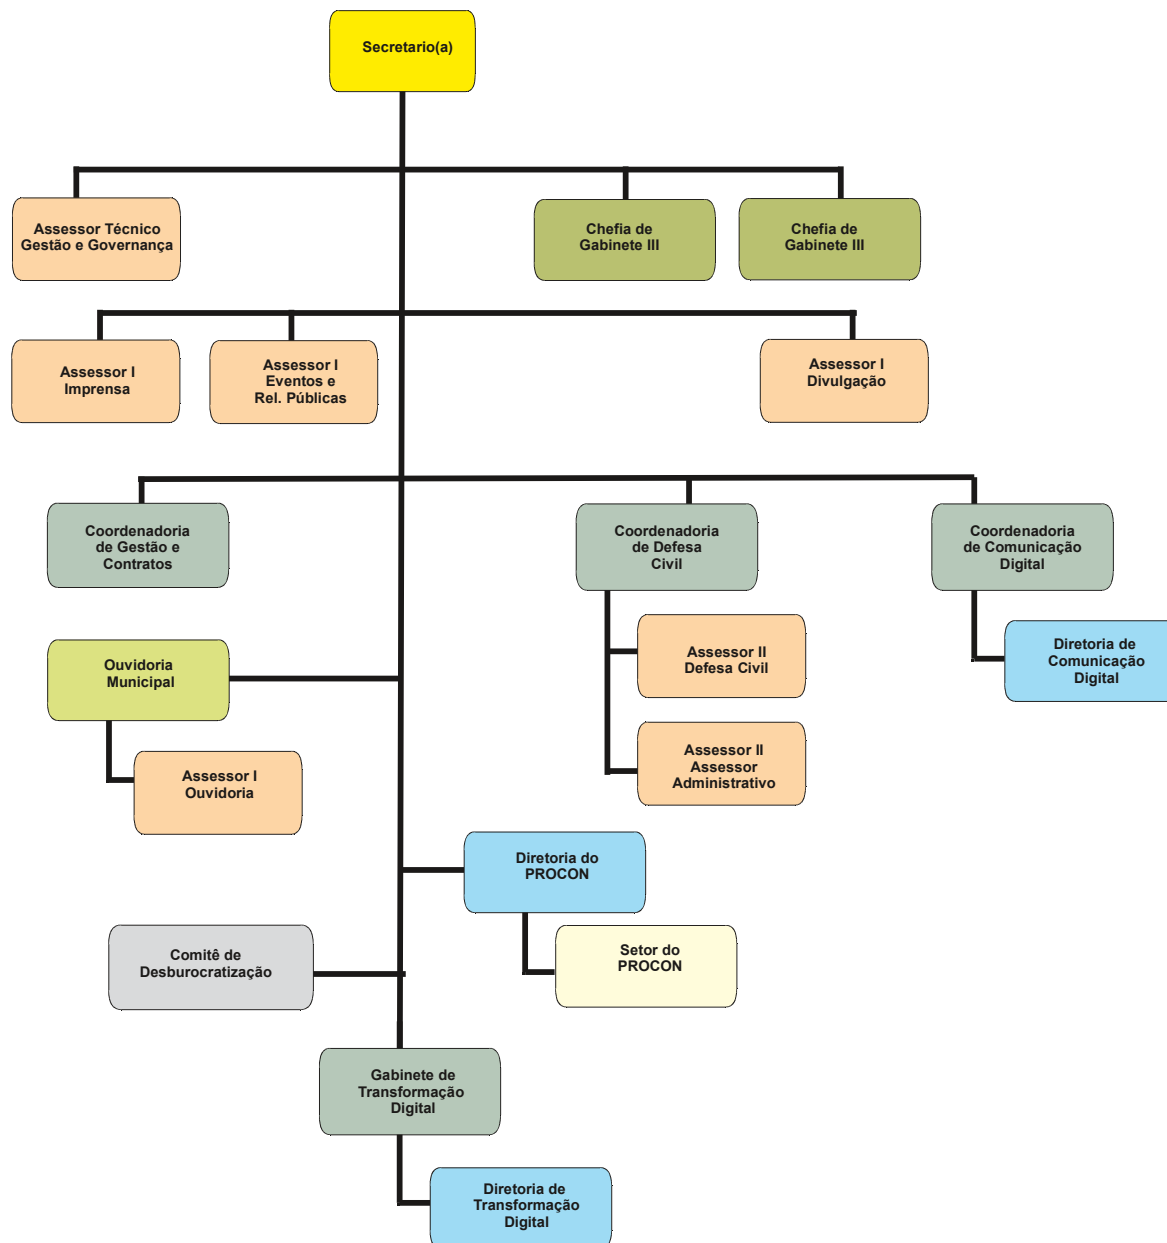 Secretario(a)
Assessor Técnico
Gestão e Governança
Chefia de
Gabinete III
Chefia de
Gabinete III
Assessor I
Imprensa
Assessor I
Eventos e
Rel. Públicas
Assessor I
Divulgação
Coordenadoria
de Gestão e
Contratos
Coordenadoria
de Defesa
Civil
Coordenadoria
de Comunicação
Digital
Assessor II
Defesa Civil
Diretoria de
Comunicação
Digital
Ouvidoria
Municipal
Assessor II
Assessor
Administrativo
Assessor I
Ouvidoria
Diretoria do
PROCON
Comitê de
Desburocratização
Setor do
PROCON
Gabinete de
Transformação
Digital
Diretoria de
Transformação
Digital